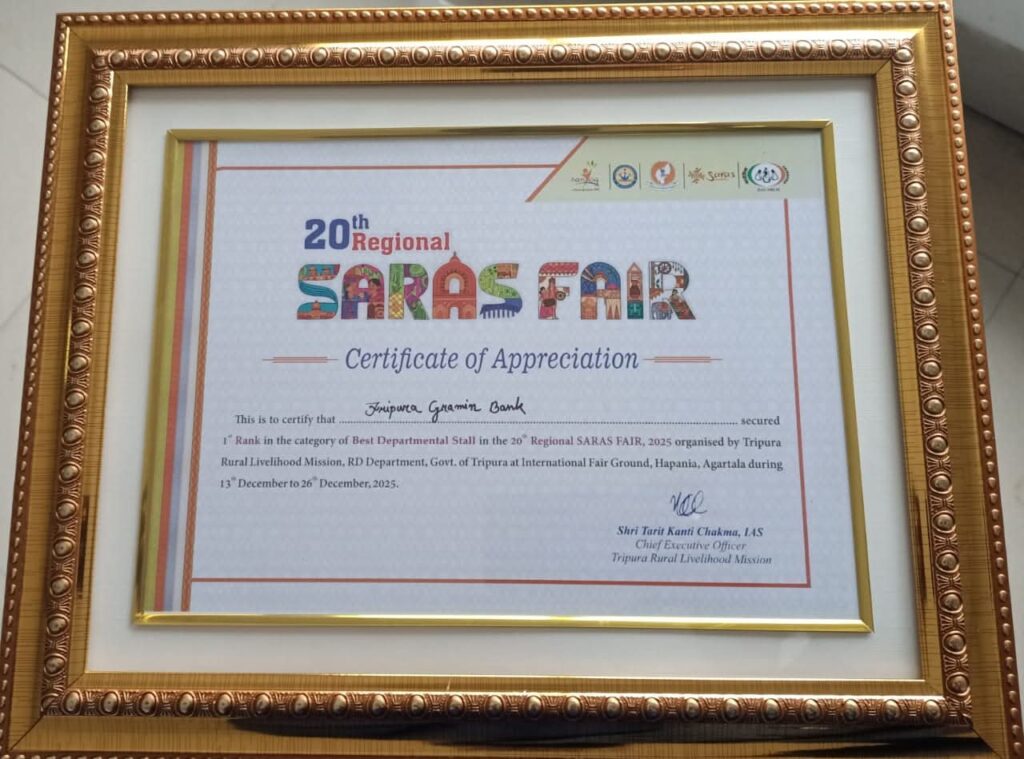 saras
20th
Regional
SARAS FAIR
Certificate of Appreciation
This is to certify that ........ Tripura Gramin Bank ........ secured
1st Rank in the category of Best Departmental Stall in the 20th Regional SARAS FAIR, 2025 organised by Tripura
Rural Livelihood Mission, RD Department, Govt. of Tripura at International Fair Ground, Hapania, Agartala during
13th December to 26th December, 2025.
Shri Tarit Kanti Chakma, IAS
Chief Executive Officer
Tripura Rural Livelihood Mission